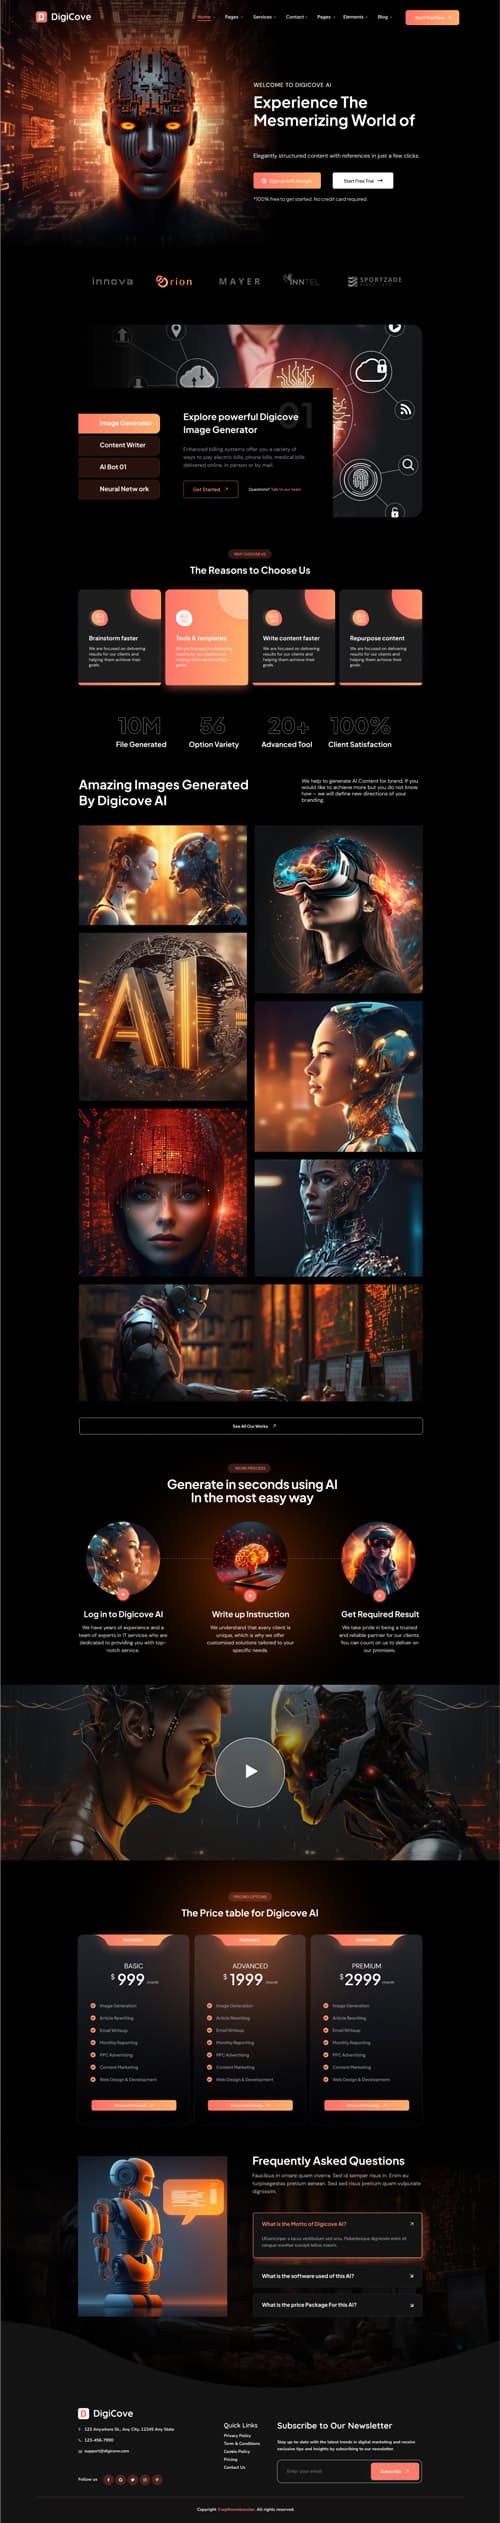 DigiCove
Home Pages Services Contact Pages Elements Blog
WELCOME TO DIGICOVE AI
Experience The
Mesmerizing World of
Elegantly structured content with references in just a few clicks.
Sign up with Google Start Free Trial
*100% free to get started. No credit card required.
innova Orion MAYER INNTEL SPORTZADE
01
Explore powerful Digicove
Image Generator
Image Generator
Content Writer
AI Bot 01
Neural Netw ork
Enhanced billing systems offer you a variety of
ways to pay electric bills, phone bills, medical bills
delivered online, in person or by mail.
Get Started Questions? Talk to our team
WHY CHOOSE US
The Reasons to Choose Us
Brainstorm faster
We are focused on delivering
results for our clients and
helping them achieve their
goals.
Tools & templates
We are focused on delivering
results for our clients and
helping them achieve their
goals.
Write content faster
We are focused on delivering
results for our clients and
helping them achieve their
goals.
Repurpose content
We are focused on delivering
results for our clients and
helping them achieve their
goals.
10M 56 20+ 100%
File Generated Option Variety Advanced Tool Client Satisfaction
Amazing Images Generated
By Digicove AI
We help to generate AI Content for brand. If you
would like to achieve more but you do not know
how – we will define new directions of your
branding.
AI
See All Our Works
WORK PROCESS
Generate in seconds using AI
In the most easy way
Log in to Digicove AI
We have years of experience and a
team of experts in IT services who are
dedicated to providing you with top-
notch service.
Write up Instruction
We understand that every client is
unique, which is why we offer
customized solutions tailored to your
specific needs.
Get Required Result
We take pride in being a trusted
and reliable partner for our clients
You can count on us to deliver on
our promises.
PRICING OPTIONS
The Price table for Digicove AI
BASIC
$ 999 /month
Image Generation
Article Rewriting
Email Writeup
Monthly Reporting
PPC Advertising
Content Marketing
Web Design & Development
ADVANCED
$ 1999 /month
Image Generation
Article Rewriting
Email Writeup
Monthly Reporting
PPC Advertising
Content Marketing
Web Design & Development
PREMIUM
$ 2999 /month
Image Generation
Article Rewriting
Email Writeup
Monthly Reporting
PPC Advertising
Content Marketing
Web Design & Development
Frequently Asked Questions
Faucibus in ornare quam viverra. Sed id semper risus in. Enim eu
turpisegestas pretium aenean. Sed sed risus pretium quam vulputate
dignissim.
What is the Motto of Digicove AI?
Ullamcorper a lacus vestibulum sed arcu. Pellentesque dignissim enim sit
congue montlar suscipit tellus mauris.
What is the software used of this AI?
What is the price Package For this AI?
DigiCove
123 Anywhere St., Any City, 12345 Any State
123-456-7890
support@digicove.com
Follow us
Quick Links
Privacy Policy
Term & Conditions
Cookie Policy
Pricing
Contact Us
Subscribe to Our Newsletter
Stay up-to-date with the latest trends in digital marketing and receive
exclusive tips and insights by subscribing to our newsletter.
Enter your email Subscribe
All rights reserved.